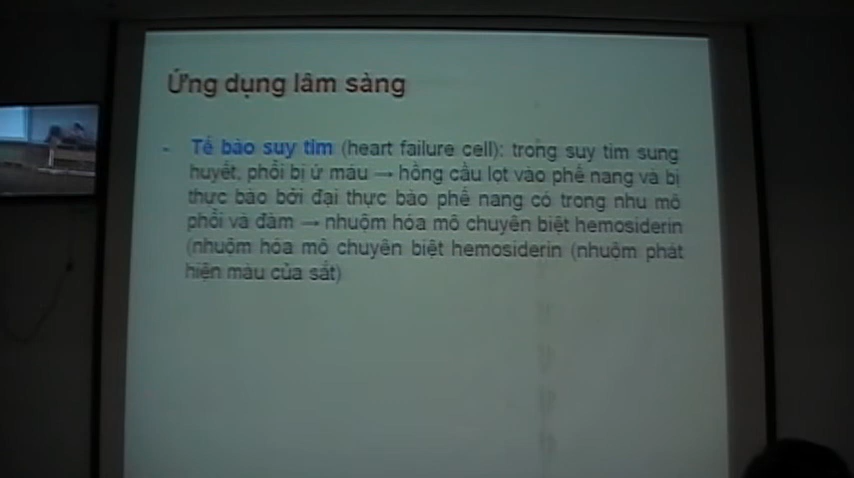 Ứng dụng lâm sàng
- Tế bào suy tim (heart failure cell): trong suy tim sung
huyết, phổi bị ứ máu → hồng cầu lọt vào phế nang và bị
thực bào bởi đại thực bào phế nang có trong nhu mô
phổi và đàm → nhuộm hóa mô chuyên biệt hemosiderin
(nhuộm hóa mô chuyên biệt hemosiderin (nhuộm phát
hiện màu của sắt)